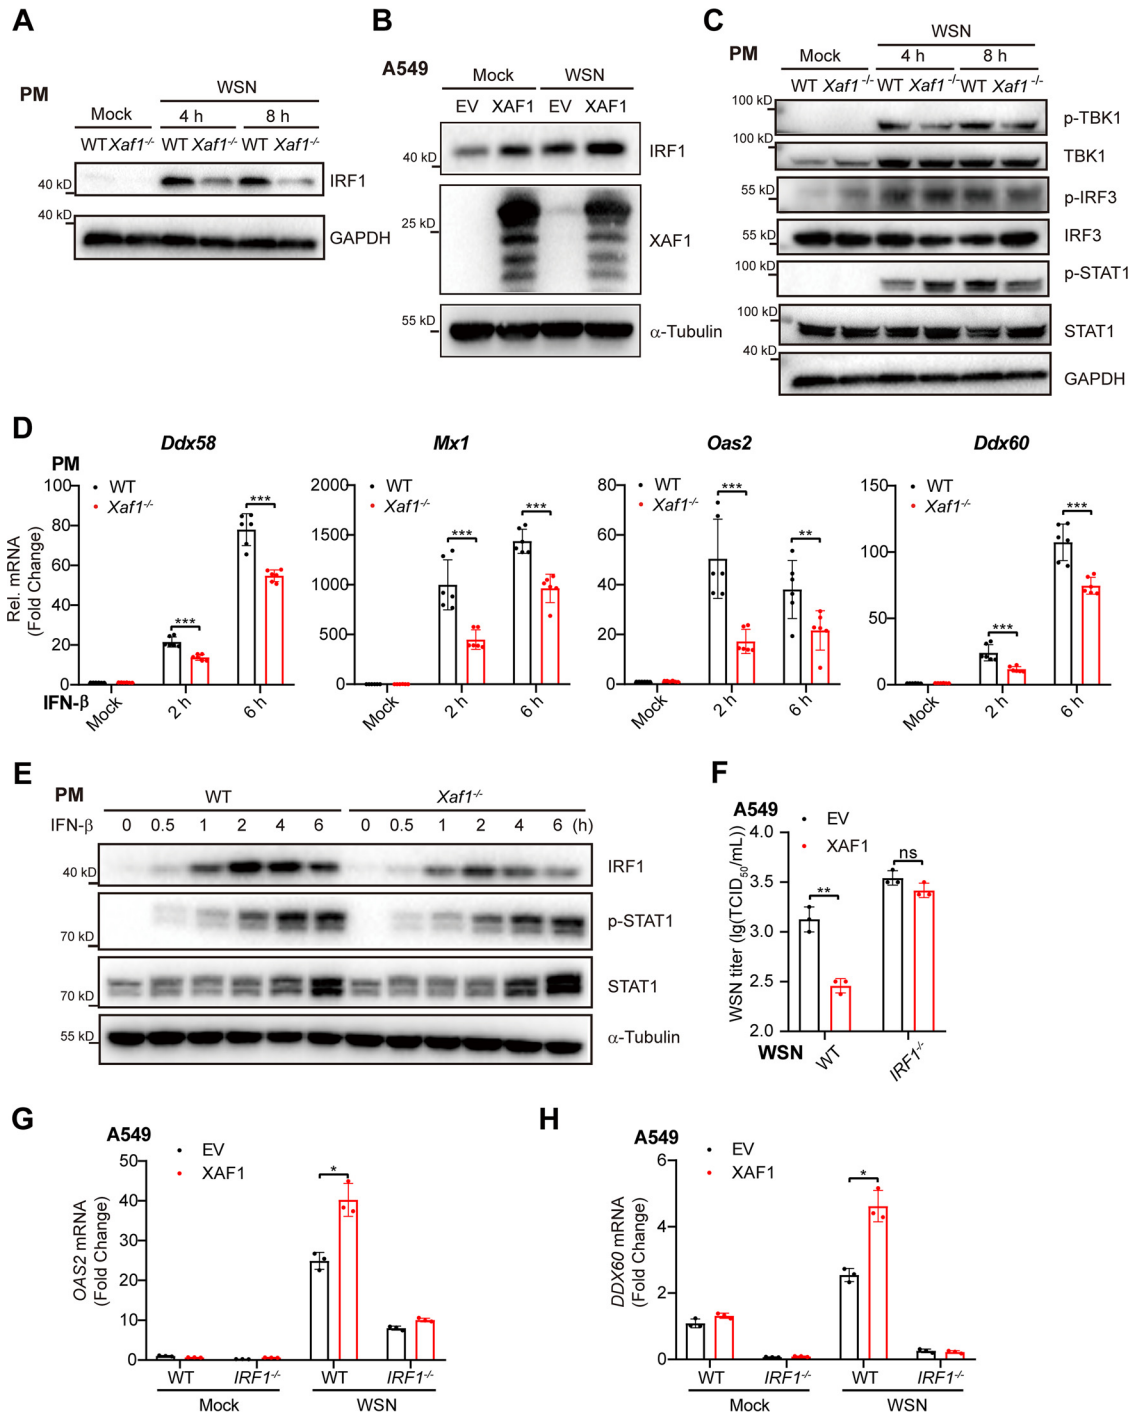 A
PM
WSN
Mock 4 h 8 h
WT Xaf1-/- WT Xaf1-/- WT Xaf1-/-
40 kD IRF1
40 kD
GAPDH
B
A549
Mock WSN
EV XAF1 EV XAF1
IRF1
40 kD
25 kD XAF1
55 kD α-Tubulin
C
WSN
PM Mock 4 h 8 h
WT Xaf1-/- WT Xaf1-/- WT Xaf1-/-
100 kD p-TBK1
100 kD TBK1
55 kD p-IRF3
55 kD IRF3
100 kD p-STAT1
100 kD STAT1
40 kD
GAPDH
D
PM
Rel. mRNA
(Fold Change)
IFN-β
Ddx58
WT
Xaf1-/-
100
80
60
40
20
0
***
***
Mock 2 h 6 h
Mx1
WT
Xaf1-/-
2000
1500
1000
500
0
***
***
Mock 2 h 6 h
Oas2
WT
Xaf1-/-
80
60
40
20
0
***
**
Mock 2 h 6 h
Ddx60
WT
Xaf1-/-
150
100
50
0
***
***
Mock 2 h 6 h
E
PM WT Xaf1-/-
IFN-β 0 0.5 1 2 4 6 0 0.5 1 2 4 6 (h)
40 kD IRF1
p-STAT1
70 kD
STAT1
70 kD
55 kD α-Tubulin
F
A549
EV
XAF1
WSN titer (lg(TCID50/mL))
4.0
3.5
3.0
2.5
2.0
**
ns
WSN WT IRF1-/-
G
A549
EV
XAF1
OAS2 mRNA
(Fold Change)
50
40
30
20
10
0
*
WT IRF1-/- WT IRF1-/-
Mock WSN
H
A549
EV
XAF1
DDX60 mRNA
(Fold Change)
6
4
2
0
*
WT IRF1-/- WT IRF1-/-
Mock WSN